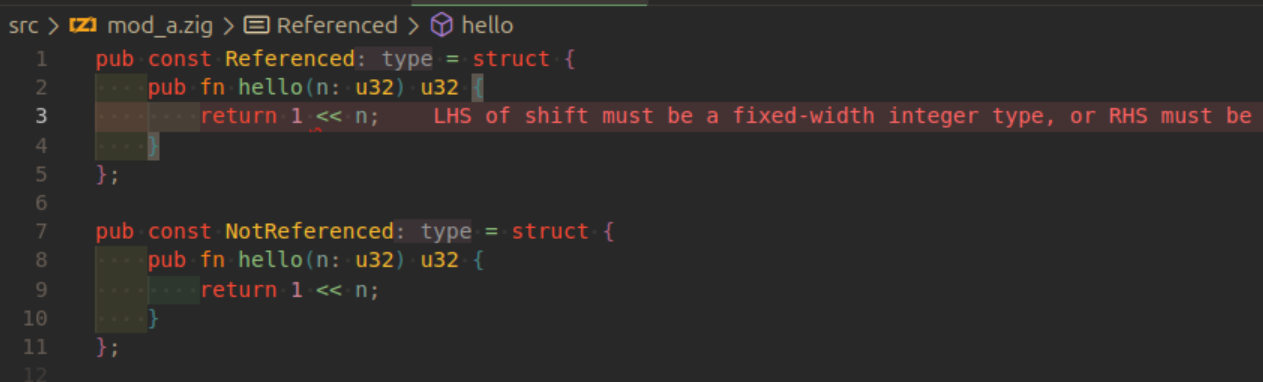 src > mod_a.zig > Referenced > hello
1 pub const Referenced: type = struct {
2 pub fn hello(n: u32) u32 {
3 return 1 << n; LHS of shift must be a fixed-width integer type, or RHS must be
4 }
5 };
6
7 pub const NotReferenced: type = struct {
8 pub fn hello(n: u32) u32 {
9 return 1 << n;
10 }
11 };
12